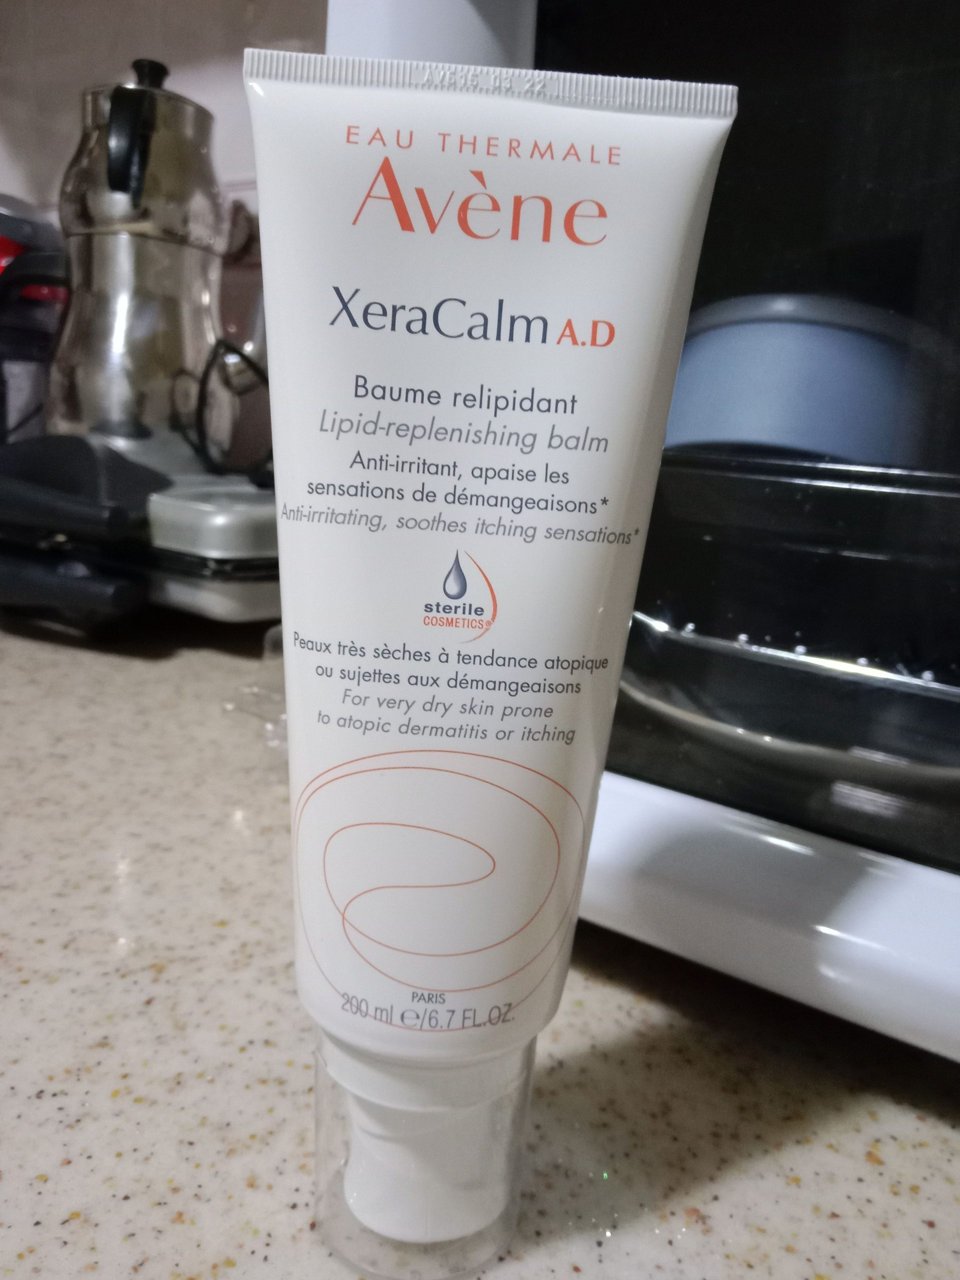 EAU THERMALE
Avène
XeraCalm A.D
Baume relipidant
Lipid-replenishing balm
Anti-irritant, apaise les
sensations de démangeaisons*
Anti-irritating, soothes itching sensations*
sterile
COSMETICS®
Peaux très sèches à tendance atopique
ou sujettes aux démangeaisons
For very dry skin prone
to atopic dermatitis or itching
PARIS
200 ml ℮/6.7 FL.OZ.